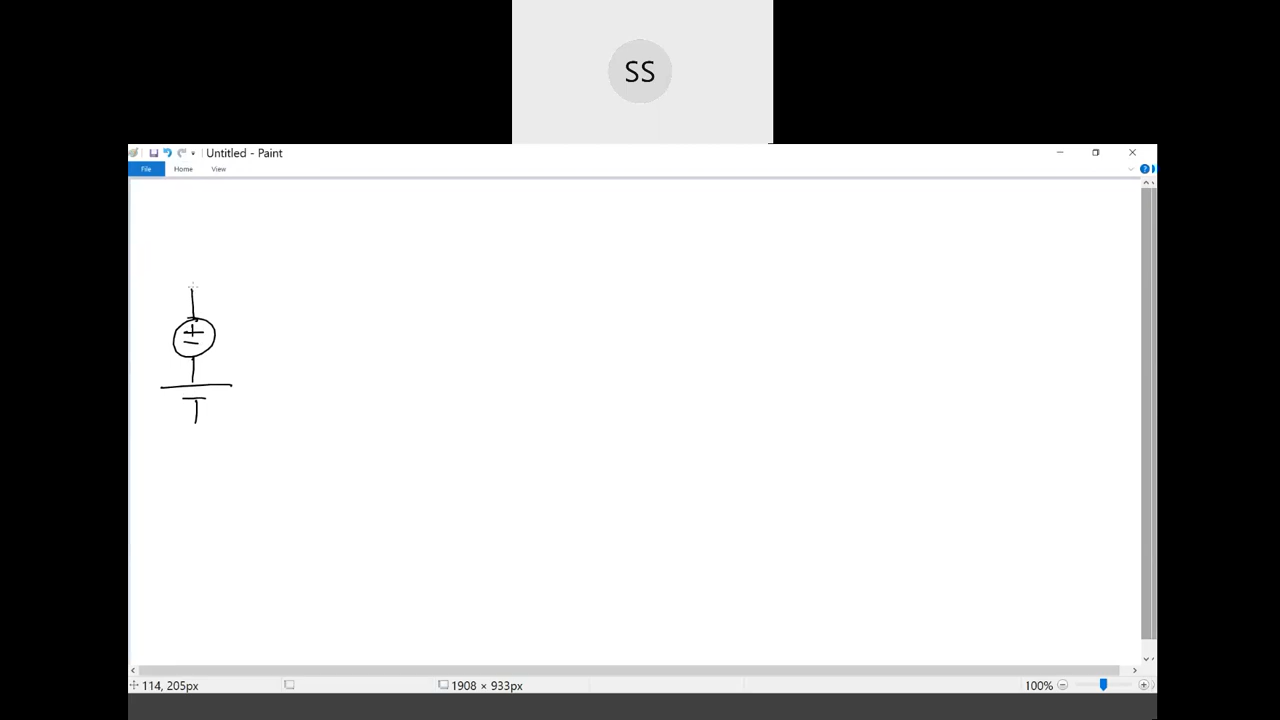 SS
Untitled - Paint
File Home View
+
−
114, 205px 1908 × 933px 100%